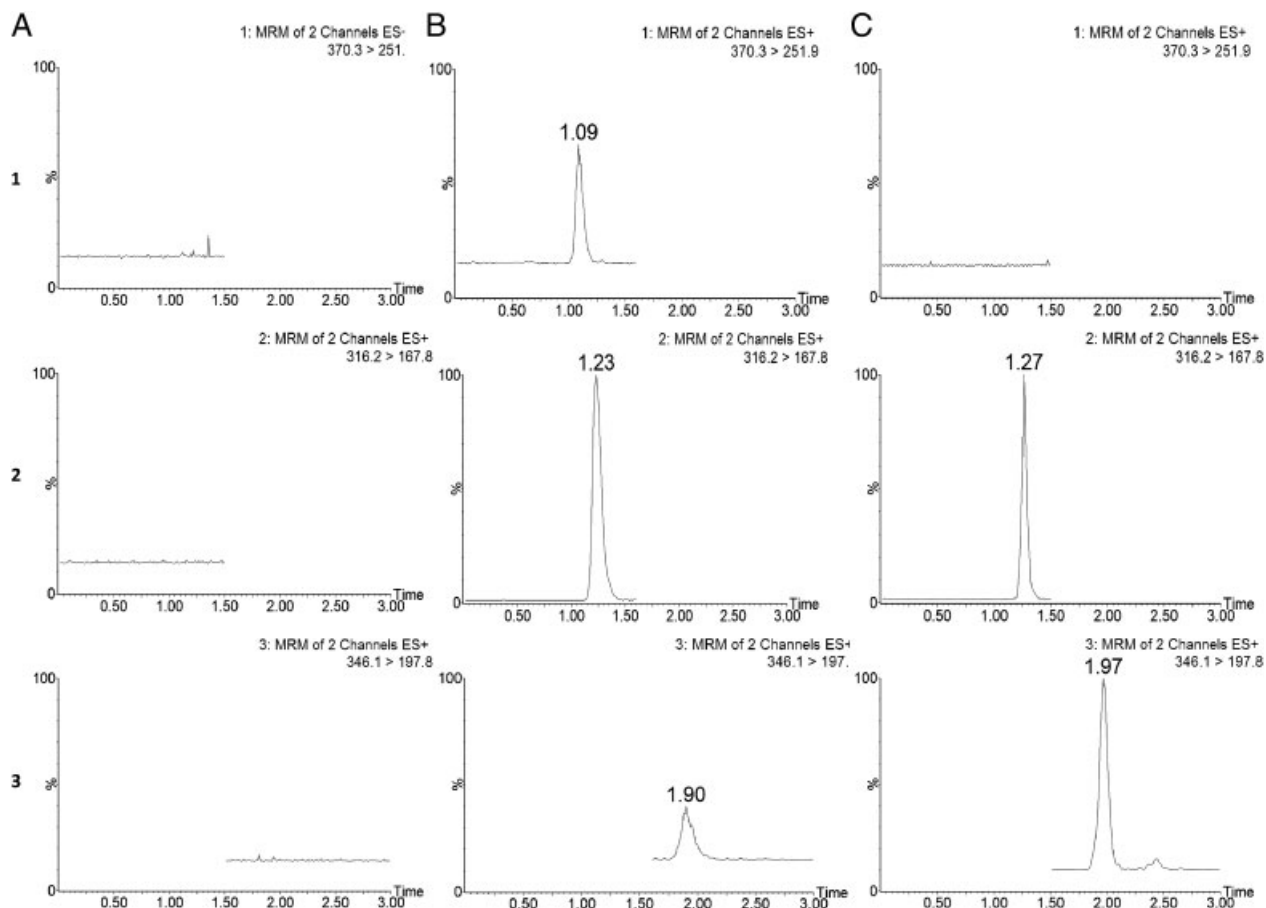 A
B
C
1: MRM of 2 Channels ES-
370.3 > 251.
1: MRM of 2 Channels ES+
370.3 > 251.9
1: MRM of 2 Channels ES+
370.3 > 251.9
1
100
%
0
0.50 1.00 1.50 2.00 2.50 3.00
Time
100
1.09
%
0
0.50 1.00 1.50 2.00 2.50 3.00
Time
100
%
0
0.50 1.00 1.50 2.00 2.50 3.00
Time
2: MRM of 2 Channels ES+
316.2 > 167.8
2: MRM of 2 Channels ES+
316.2 > 167.8
2: MRM of 2 Channels ES+
316.2 > 167.8
2
100
%
0
0.50 1.00 1.50 2.00 2.50 3.00
Time
100
1.23
%
0
0.50 1.00 1.50 2.00 2.50 3.00
Time
100
1.27
%
0
0.50 1.00 1.50 2.00 2.50 3.00
Time
3: MRM of 2 Channels ES+
346.1 > 197.8
3: MRM of 2 Channels ES+
346.1 > 197.
3: MRM of 2 Channels ES+
346.1 > 197.8
3
100
%
0
0.50 1.00 1.50 2.00 2.50 3.00
Time
100
1.90
%
0
0.50 1.00 1.50 2.00 2.50 3.00
Time
100
1.97
%
0
0.50 1.00 1.50 2.00 2.50 3.00
Time